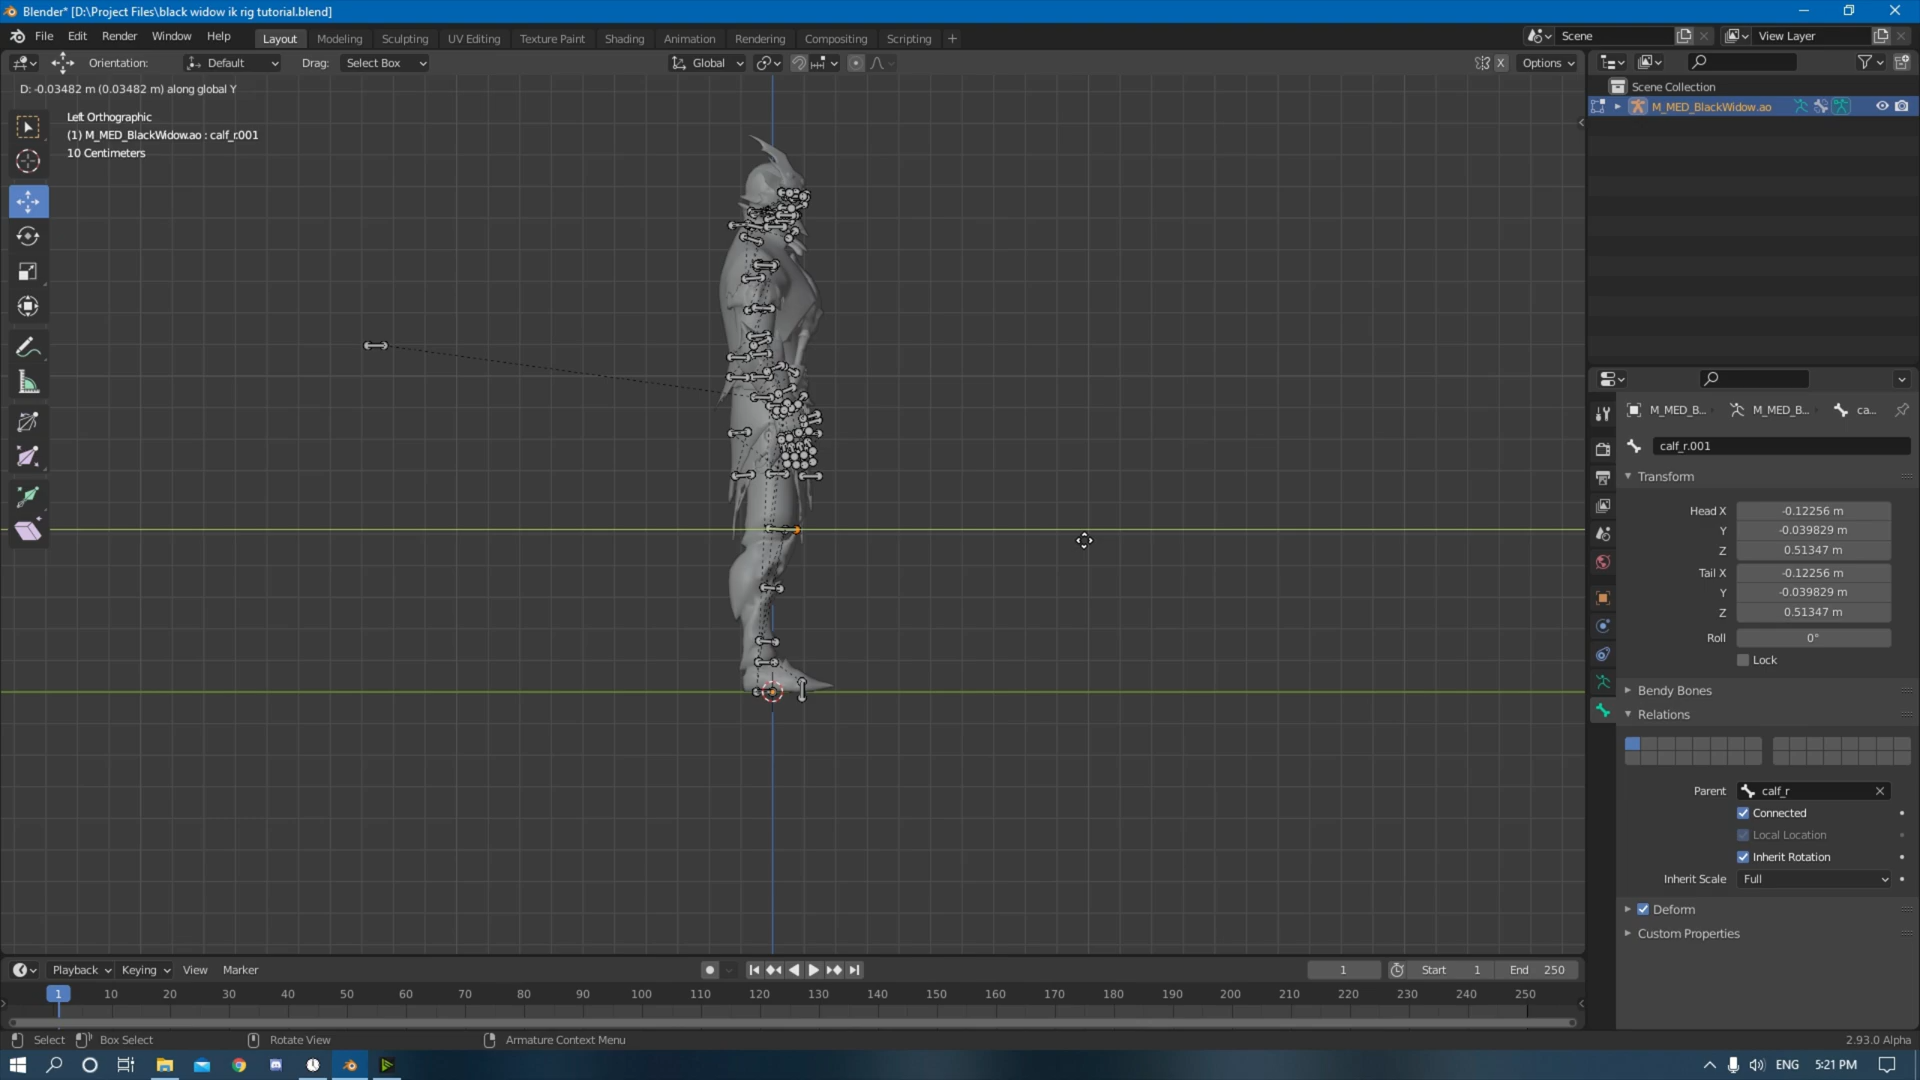 Blender* [D:\Project Files\black widow ik rig tutorial.blend]
File Edit Render Window Help
Layout Modeling Sculpting UV Editing Texture Paint Shading Animation Rendering Compositing Scripting
Scene
View Layer
Orientation: Default Drag: Select Box
Global
X
Options
D: -0.03482 m (0.03482 m) along global Y
Left Orthographic
(1) M_MED_BlackWidow.ao : calf_r.001
10 Centimeters
Scene Collection
M_MED_BlackWidow.ao
M_MED_B...
M_MED_B...
ca...
calf_r.001
Transform
Head X -0.12256 m
Y -0.039829 m
Z 0.51347 m
Tail X -0.12256 m
Y -0.039829 m
Z 0.51347 m
Roll 0°
Lock
Bendy Bones
Relations
Parent calf_r
Connected
Local Location
Inherit Rotation
Inherit Scale Full
Deform
Custom Properties
Playback Keying View Marker
1 Start 1 End 250
1 10 20 30 40 50 60 70 80 90 100 110 120 130 140 150 160 170 180 190 200 210 220 230 240 250
Select Box Select Rotate View Armature Context Menu
2.93.0 Alpha
ENG 5:21 PM